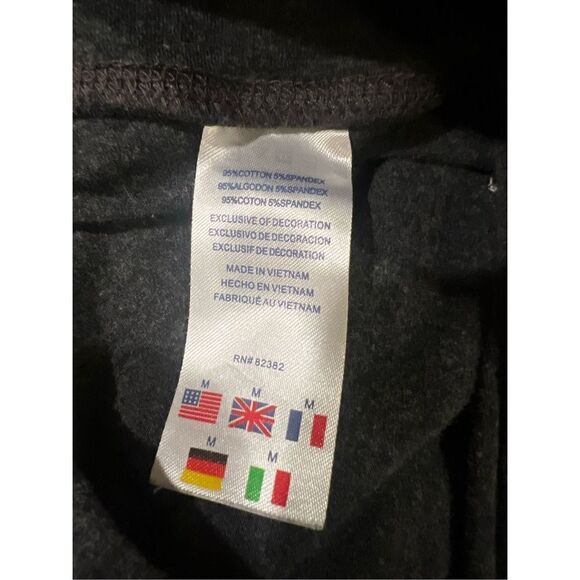 95%COTTON 5%SPANDEX
95%ALGODON 5%SPANDEX
95%COTON 5%SPANDEX
EXCLUSIVE OF DECORATION
EXCLUSIVO DE DECORACION
EXCLUSIF DE DÉCORATION
MADE IN VIETNAM
HECHO EN VIETNAM
FABRIQUÉ AU VIETNAM
RN# 82382
M M M
M M